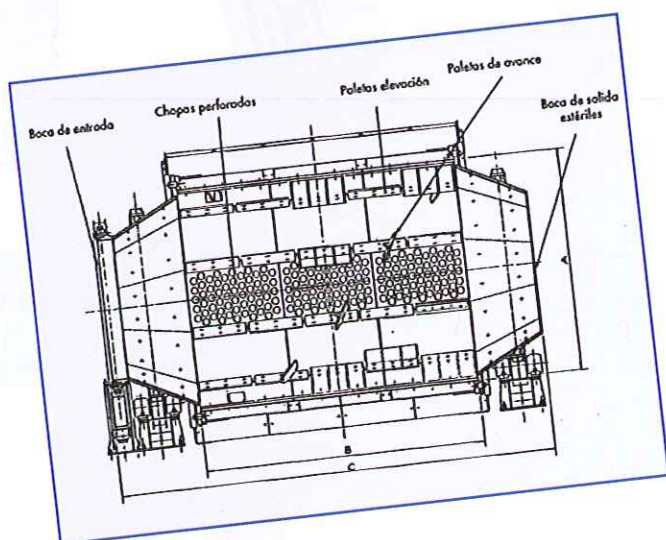 Boca de entrada
Chapas perforadas
Paletas elevación
Paletas de avance
Boca de salida
estériles
A
B
C